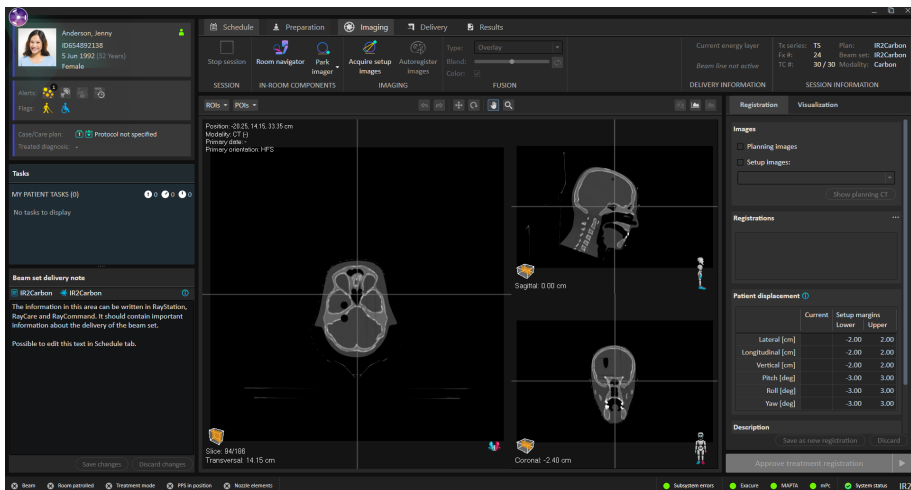 Anderson, Jenny
ID654892138
5 Jun 1992 (32 Years)
Female
Alerts:
1
Flags:
Case/Care plan: Protocol not specified
Treated diagnosis: -
Tasks
MY PATIENT TASKS (0) 0 0 0
No tasks to display
Beam set delivery note
IR2Carbon IR2Carbon
The information in this area can be written in RayStation,
RayCare and RayCommand. It should contain important
information about the delivery of the beam set.
Possible to edit this text in Schedule tab.
Save changes Discard changes
Schedule Preparation Imaging Delivery Results
Stop session
Room navigator
Park
imager
Acquire setup
images
Autoregister
images
Type: Overlay
Blend:
Color:
SESSION IN-ROOM COMPONENTS IMAGING FUSION
Current energy layer
-
Beam line not active
DELIVERY INFORMATION
Tx series: T5 Plan: IR2Carbon
Fx#: 24 Beam set: IR2Carbon
TC #: 30 / 30 Modality: Carbon
SESSION INFORMATION
ROIs POIs
Position: -20.25, 14.15, 33.35 cm
Modality: CT (-)
Primary date: -
Primary orientation: HFS
Slice: 94/186
Transversal: 14.15 cm
Sagittal: 0.00 cm
Coronal: -2.40 cm
Registration Visualization
Images
Planning images
Setup images:
Show planning CT
Registrations
Patient displacement
Current Setup margins
Lower Upper
Lateral [cm] -2.00 2.00
Longitudinal [cm] -2.00 2.00
Vertical [cm] -2.00 2.00
Pitch [deg] -3.00 3.00
Roll [deg] -3.00 3.00
Yaw [deg] -3.00 3.00
Description
Save as new registration Discard
Approve treatment registration
Beam Room patrolled Treatment mode PPS in position Nozzle elements
Subsystem errors Exacure MAPTA mPc System status IR2